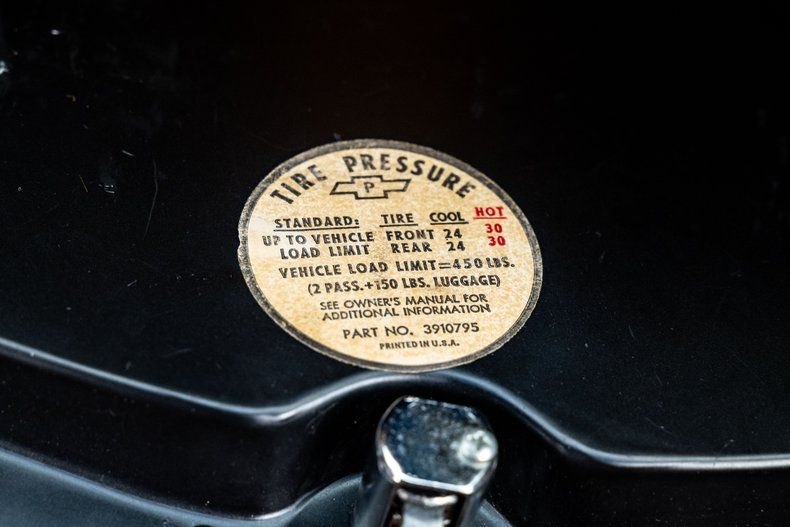 TIRE PRESSURE
P
STANDARD: TIRE COOL HOT
UP TO VEHICLE FRONT 24 30
LOAD LIMIT REAR 24 30
VEHICLE LOAD LIMIT=450 LBS.
(2 PASS.+150 LBS. LUGGAGE)
SEE OWNER'S MANUAL FOR
ADDITIONAL INFORMATION
PART NO. 3910795
PRINTED IN U.S.A.